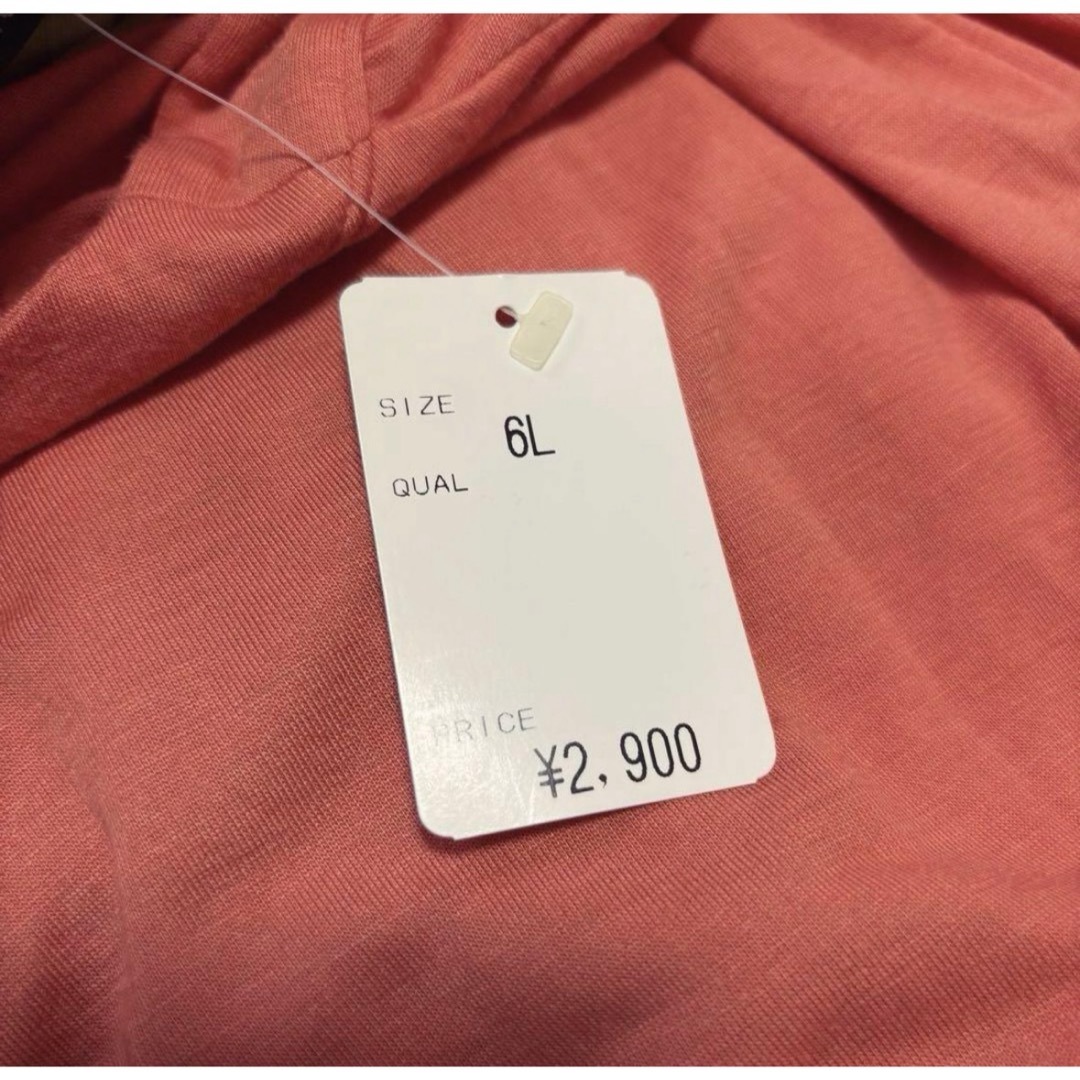 SIZE
6L
QUAL
PRICE
¥2,900